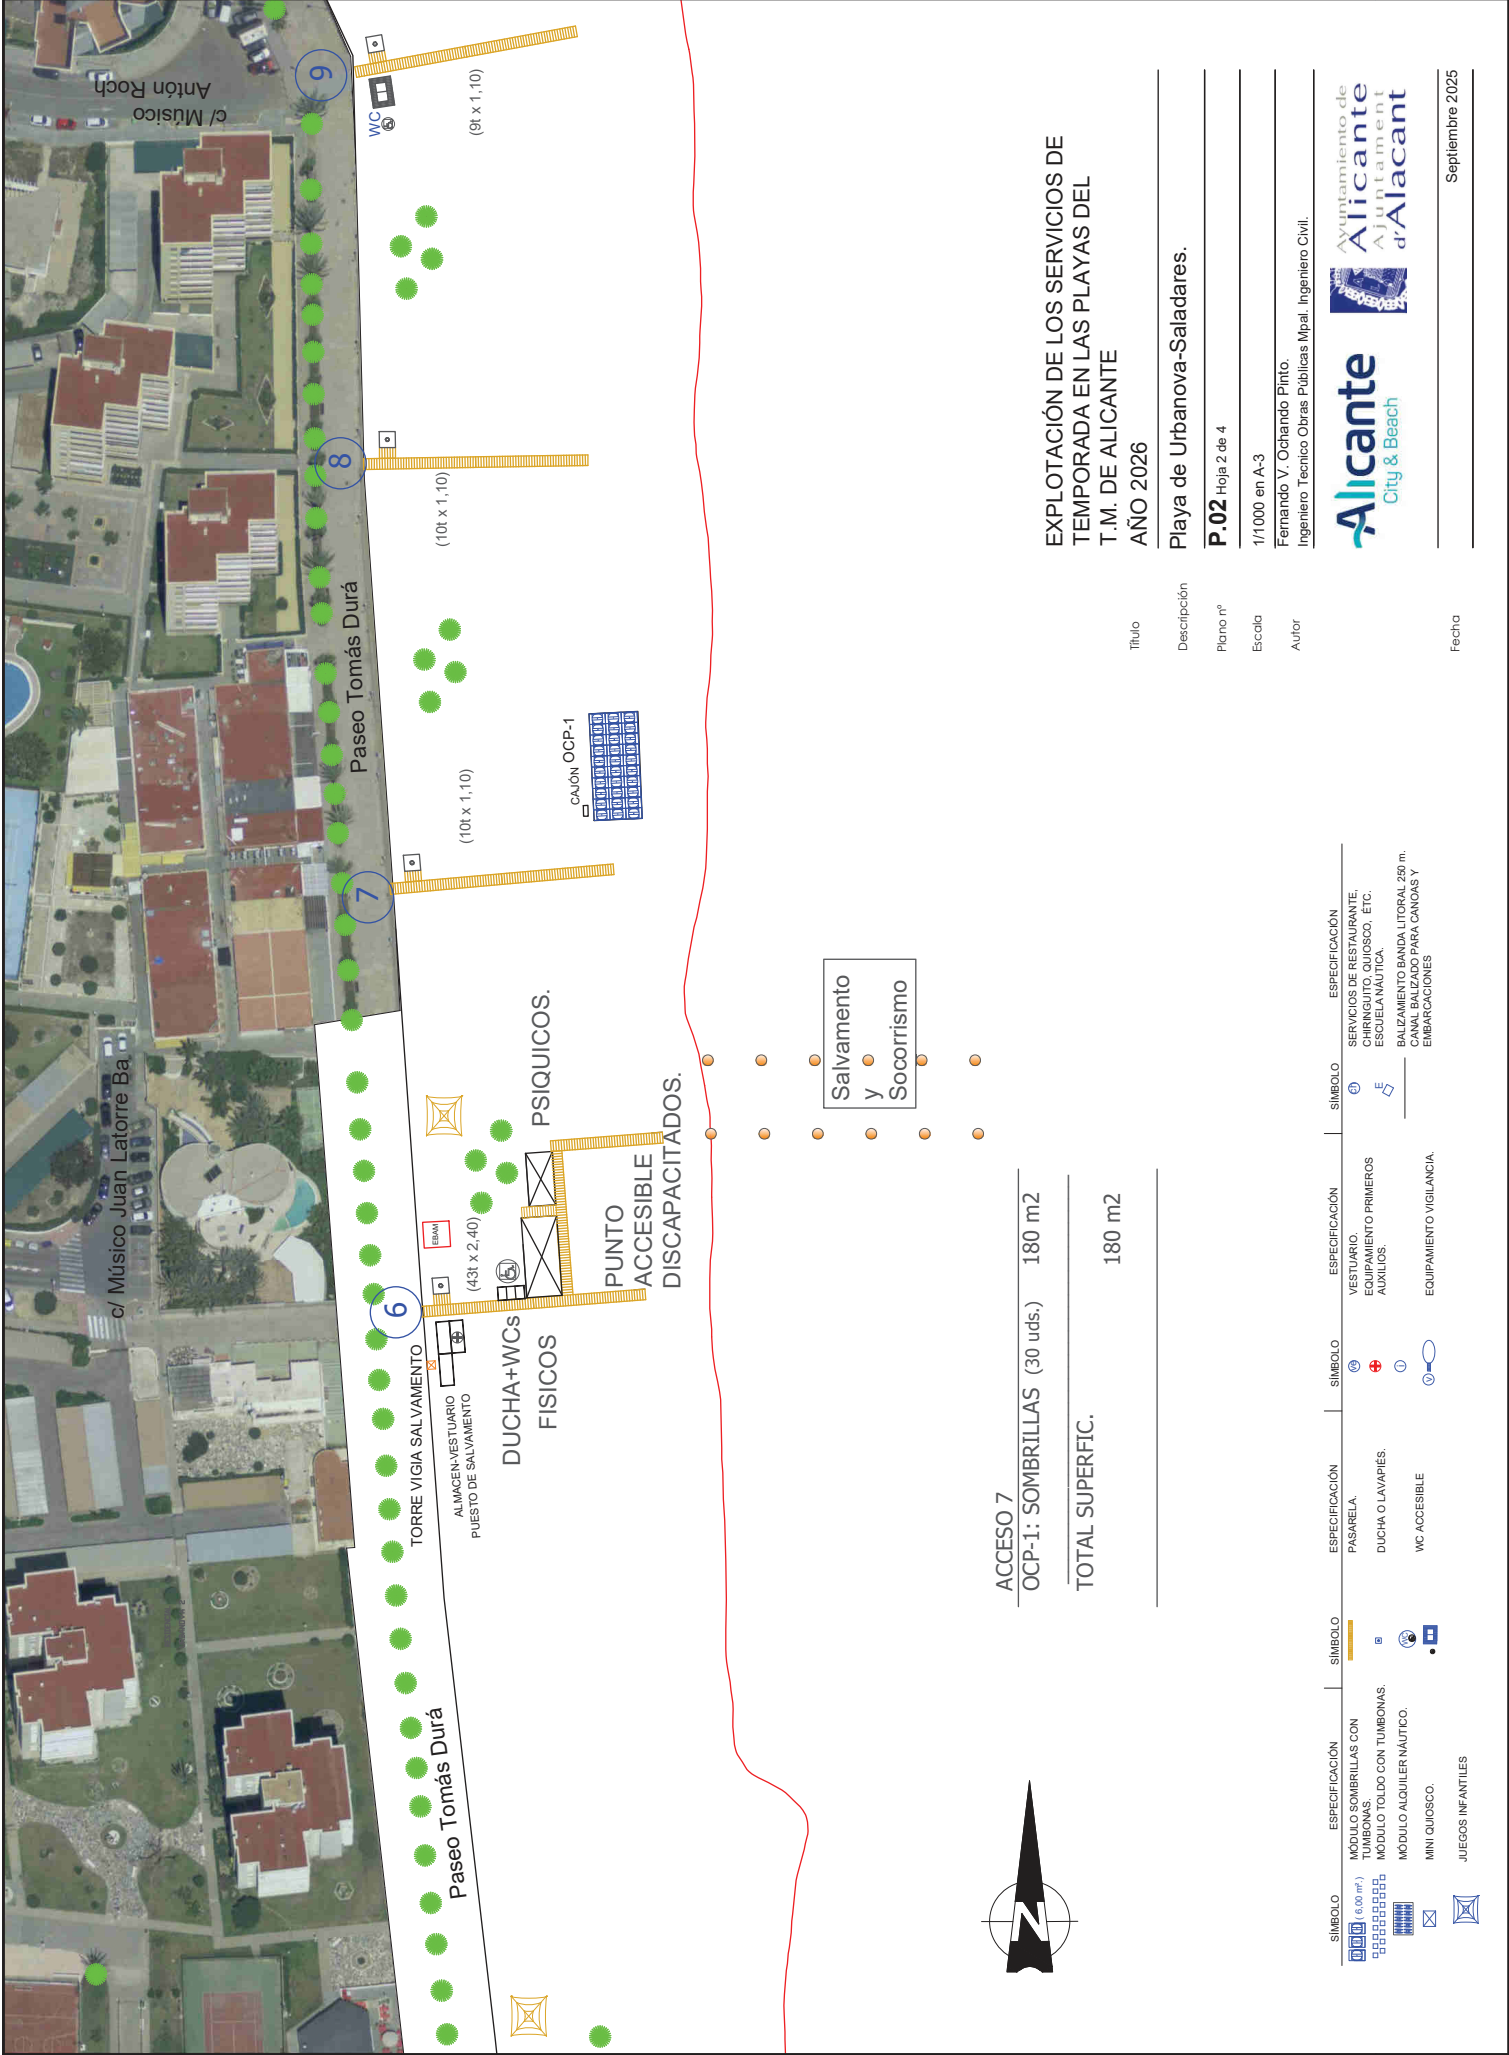 c/ Músico
Antón Roch
c/ Músico Juan Latorre Ba
Paseo Tomás Durá
Paseo Tomás Durá
6
7
8
9
WC
(9t x 1,10)
(10t x 1,10)
(10t x 1,10)
CAJÓN OCP-1
PSIQUICOS.
EBAM
(43t x 2,40)
PUNTO
ACCESIBLE
DISCAPACITADOS.
DUCHA+WCs
FISICOS
TORRE VIGIA SALVAMENTO
ALMACEN-VESTUARIO
PUESTO DE SALVAMENTO
Salvamento
y
Socorrismo
ACCESO 7
OCP-1: SOMBRILLAS (30 uds.) 180 m2
TOTAL SUPERFIC. 180 m2
N
Título
EXPLOTACIÓN DE LOS SERVICIOS DE
TEMPORADA EN LAS PLAYAS DEL
T.M. DE ALICANTE
AÑO 2026
Descripción
Playa de Urbanova-Saladares.
Plano nº
P.02 Hoja 2 de 4
Escala
1/1000 en A-3
Autor
Fernando V. Ochando Pinto.
Ingeniero Tecnico Obras Públicas Mpal. Ingeniero Civil.
Alicante
City & Beach
Ayuntamiento de
Alicante
Ajuntament
d'Alacant
Fecha
Septiembre 2025
SÍMBOLO ESPECIFICACIÓN
( 6,00 m².)
MÓDULO SOMBRILLAS CON
TUMBONAS.
MÓDULO TOLDO CON TUMBONAS.
MÓDULO ALQUILER NÁUTICO.
MINI QUIOSCO.
JUEGOS INFANTILES
SÍMBOLO ESPECIFICACIÓN
PASARELA.
DUCHA O LAVAPIÉS.
WC
WC ACCESIBLE
SÍMBOLO ESPECIFICACIÓN
VESTUARIO.
EQUIPAMIENTO PRIMEROS
AUXILIOS.
I
V
EQUIPAMIENTO VIGILANCIA.
SÍMBOLO ESPECIFICACIÓN
SERVICIOS DE RESTAURANTE,
CHIRINGUITO, QUIOSCO, ETC.
E
ESCUELA NÁUTICA.
BALIZAMIENTO BANDA LITORAL 250 m.
CANAL BALIZADO PARA CANOAS Y
EMBARCACIONES